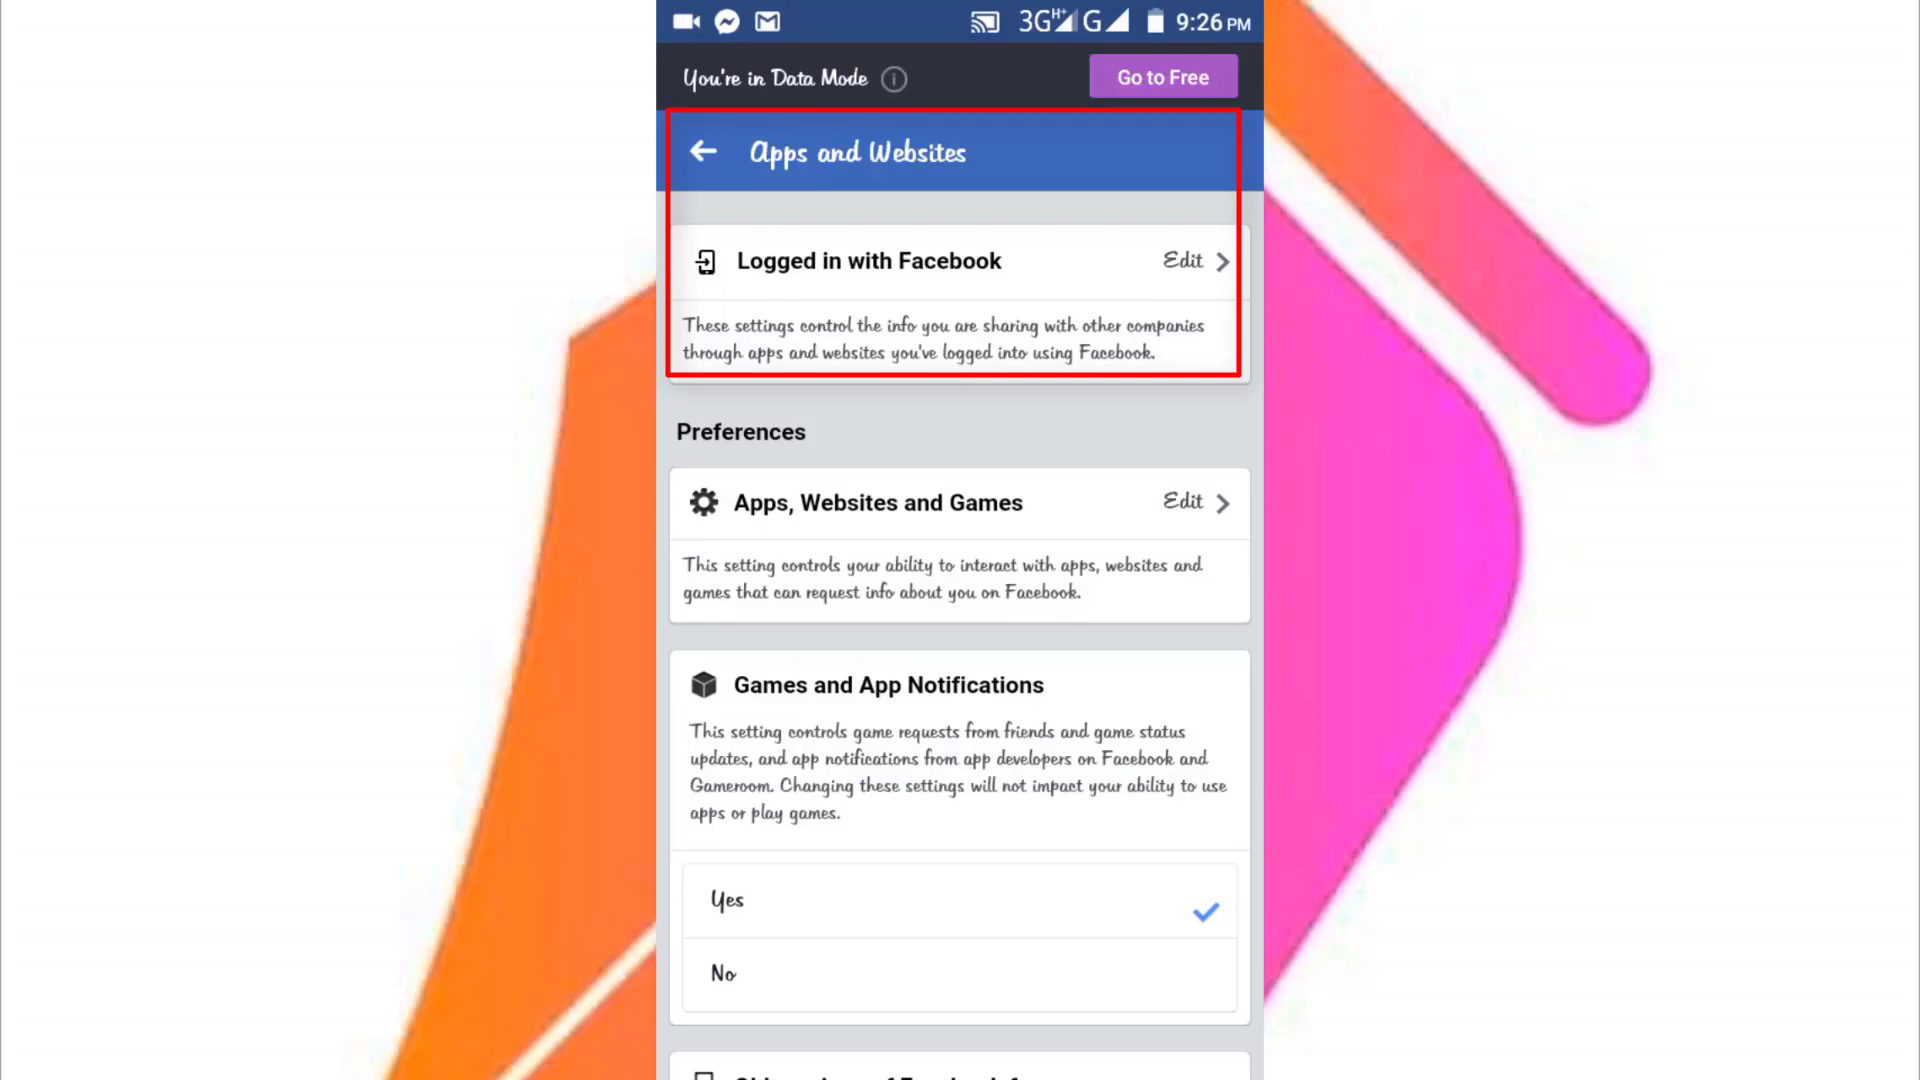 3G H+ G 9:26 PM
You're in Data Mode Go to Free
Apps and Websites
Logged in with Facebook Edit
These settings control the info you are sharing with other companies
through apps and websites you've logged into using Facebook.
Preferences
Apps, Websites and Games Edit
This setting controls your ability to interact with apps, websites and
games that can request info about you on Facebook.
Games and App Notifications
This setting controls game requests from friends and game status
updates, and app notifications from app developers on Facebook and
Gameroom. Changing these settings will not impact your ability to use
apps or play games.
Yes
No